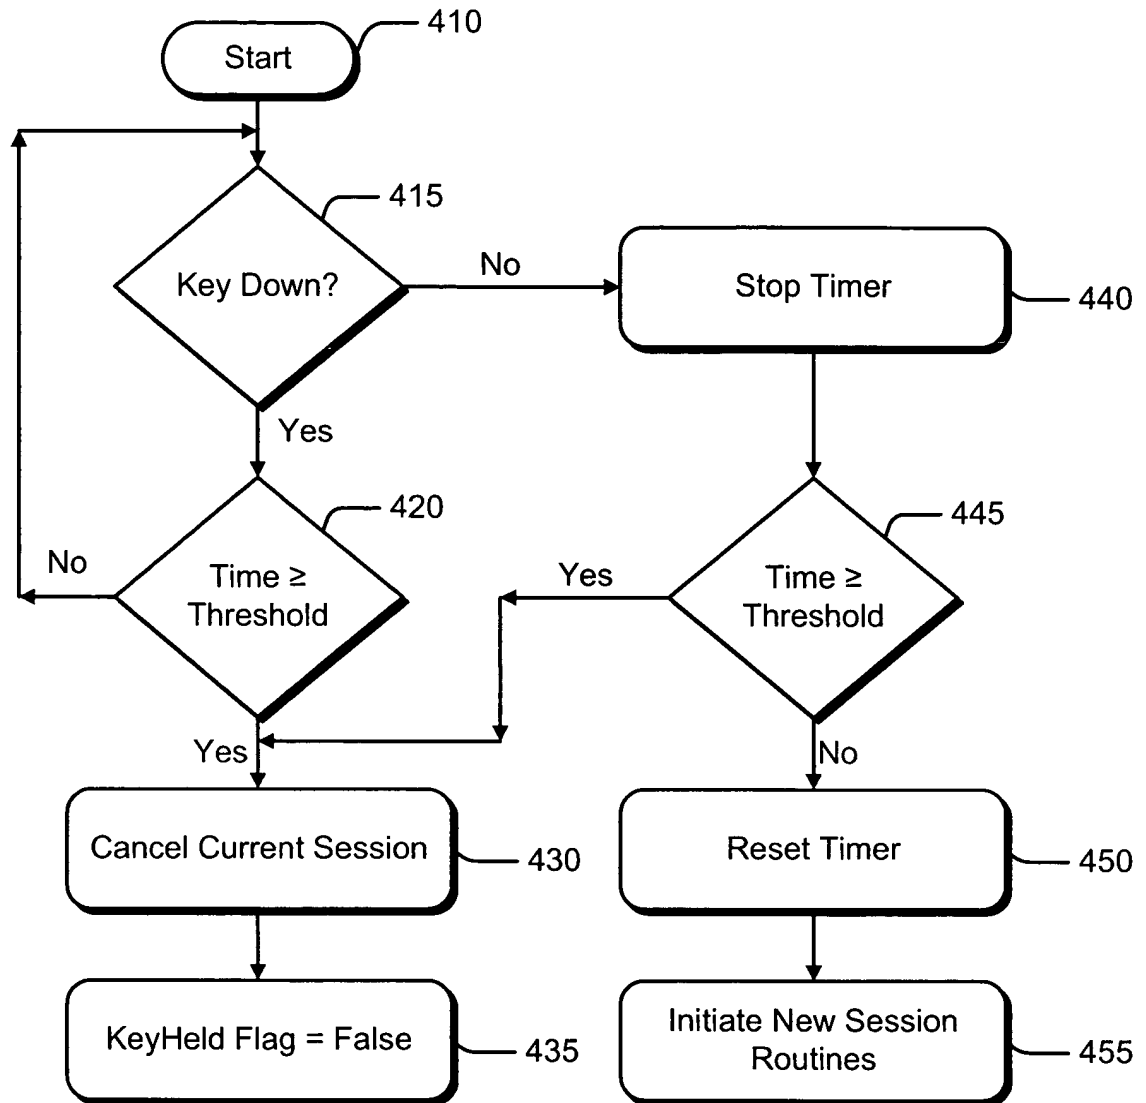 Start
410
415
Key Down?
No
Stop Timer
440
Yes
420
No
Time ≥
Threshold
Yes
445
Time ≥
Threshold
Yes
No
Cancel Current Session
430
Reset Timer
450
KeyHeld Flag = False
435
Initiate New Session
Routines
455